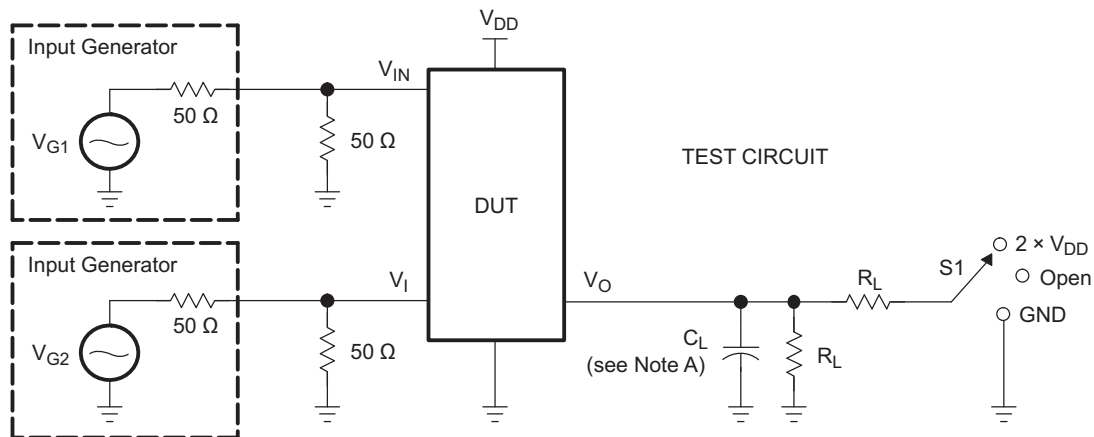 Input Generator
V_DD
V_IN
50 Ω
50 Ω
V_G1
TEST CIRCUIT
DUT
Input Generator
2 × V_DD
S1
Open
V_I
V_O
R_L
50 Ω
GND
V_G2
50 Ω
C_L
(see Note A)
R_L